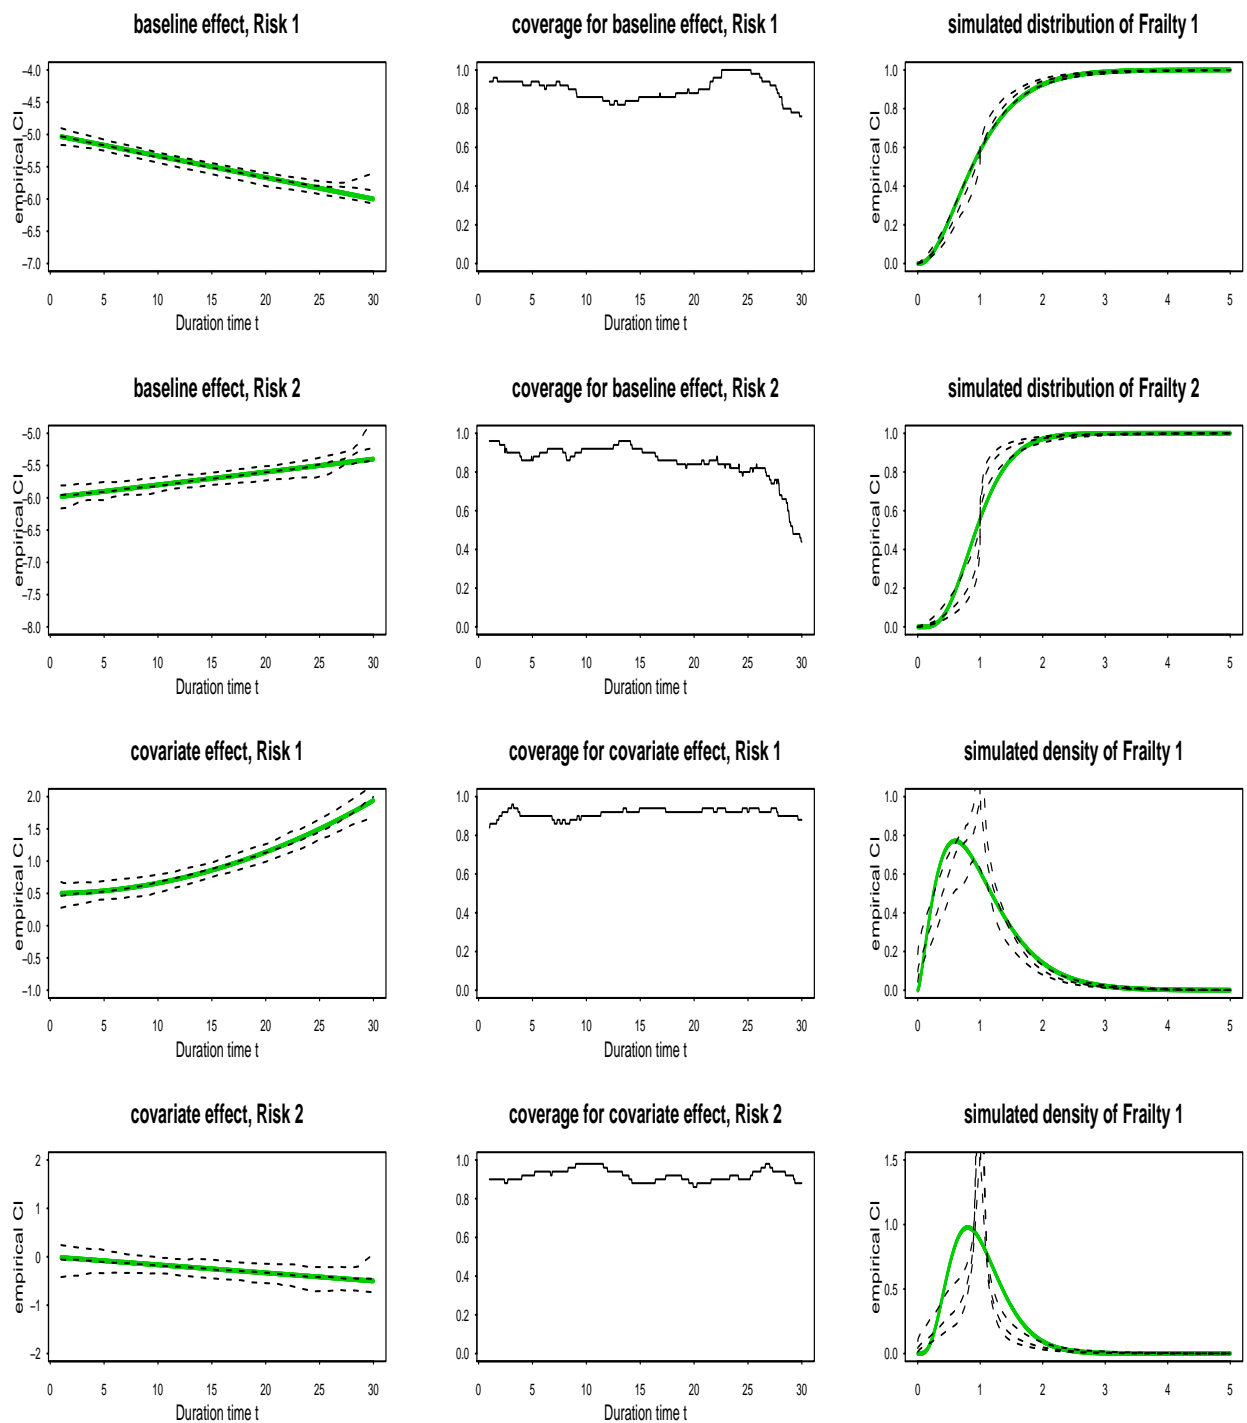 baseline effect, Risk 1
coverage for baseline effect, Risk 1
simulated distribution of Frailty 1
empirical CI
−4.0
−4.5
−5.0
−5.5
−6.0
−6.5
−7.0
0 5 10 15 20 25 30
Duration time t
1.0
0.8
0.6
0.4
0.2
0.0
0 5 10 15 20 25 30
Duration time t
empirical CI
1.0
0.8
0.6
0.4
0.2
0.0
0 1 2 3 4 5
baseline effect, Risk 2
coverage for baseline effect, Risk 2
simulated distribution of Frailty 2
empirical CI
−5.0
−5.5
−6.0
−6.5
−7.0
−7.5
−8.0
0 5 10 15 20 25 30
Duration time t
1.0
0.8
0.6
0.4
0.2
0.0
0 5 10 15 20 25 30
Duration time t
empirical CI
1.0
0.8
0.6
0.4
0.2
0.0
0 1 2 3 4 5
covariate effect, Risk 1
coverage for covariate effect, Risk 1
simulated density of Frailty 1
empirical CI
2.0
1.5
1.0
0.5
0.0
−0.5
−1.0
0 5 10 15 20 25 30
Duration time t
1.0
0.8
0.6
0.4
0.2
0.0
0 5 10 15 20 25 30
Duration time t
empirical CI
1.0
0.8
0.6
0.4
0.2
0.0
0 1 2 3 4 5
covariate effect, Risk 2
coverage for covariate effect, Risk 2
simulated density of Frailty 1
empirical CI
2
1
0
−1
−2
0 5 10 15 20 25 30
Duration time t
1.0
0.8
0.6
0.4
0.2
0.0
0 5 10 15 20 25 30
Duration time t
empirical CI
1.5
1.0
0.5
0.0
0 1 2 3 4 5